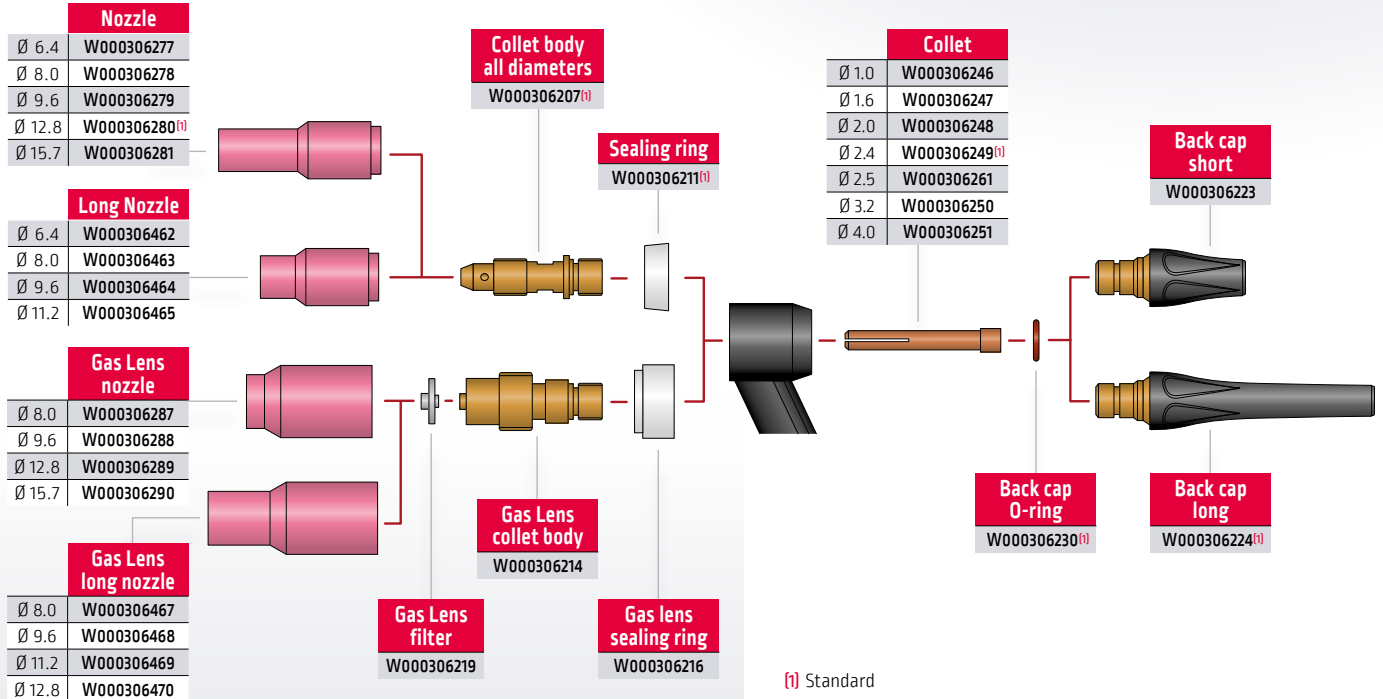 Nozzle
Ø 6.4 W000306277
Ø 8.0 W000306278
Ø 9.6 W000306279
Ø 12.8 W000306280(1)
Ø 15.7 W000306281
Long Nozzle
Ø 6.4 W000306462
Ø 8.0 W000306463
Ø 9.6 W000306464
Ø 11.2 W000306465
Gas Lens
nozzle
Ø 8.0 W000306287
Ø 9.6 W000306288
Ø 12.8 W000306289
Ø 15.7 W000306290
Gas Lens
long nozzle
Ø 8.0 W000306467
Ø 9.6 W000306468
Ø 11.2 W000306469
Ø 12.8 W000306470
Collet body
all diameters
W000306207(1)
Sealing ring
W000306211(1)
Gas Lens
collet body
W000306214
Gas Lens
filter
W000306219
Gas lens
sealing ring
W000306216
Collet
Ø 1.0 W000306246
Ø 1.6 W000306247
Ø 2.0 W000306248
Ø 2.4 W000306249(1)
Ø 2.5 W000306261
Ø 3.2 W000306250
Ø 4.0 W000306251
Back cap
short
W000306223
Back cap
O-ring
W000306230(1)
Back cap
long
W000306224(1)
(1) Standard